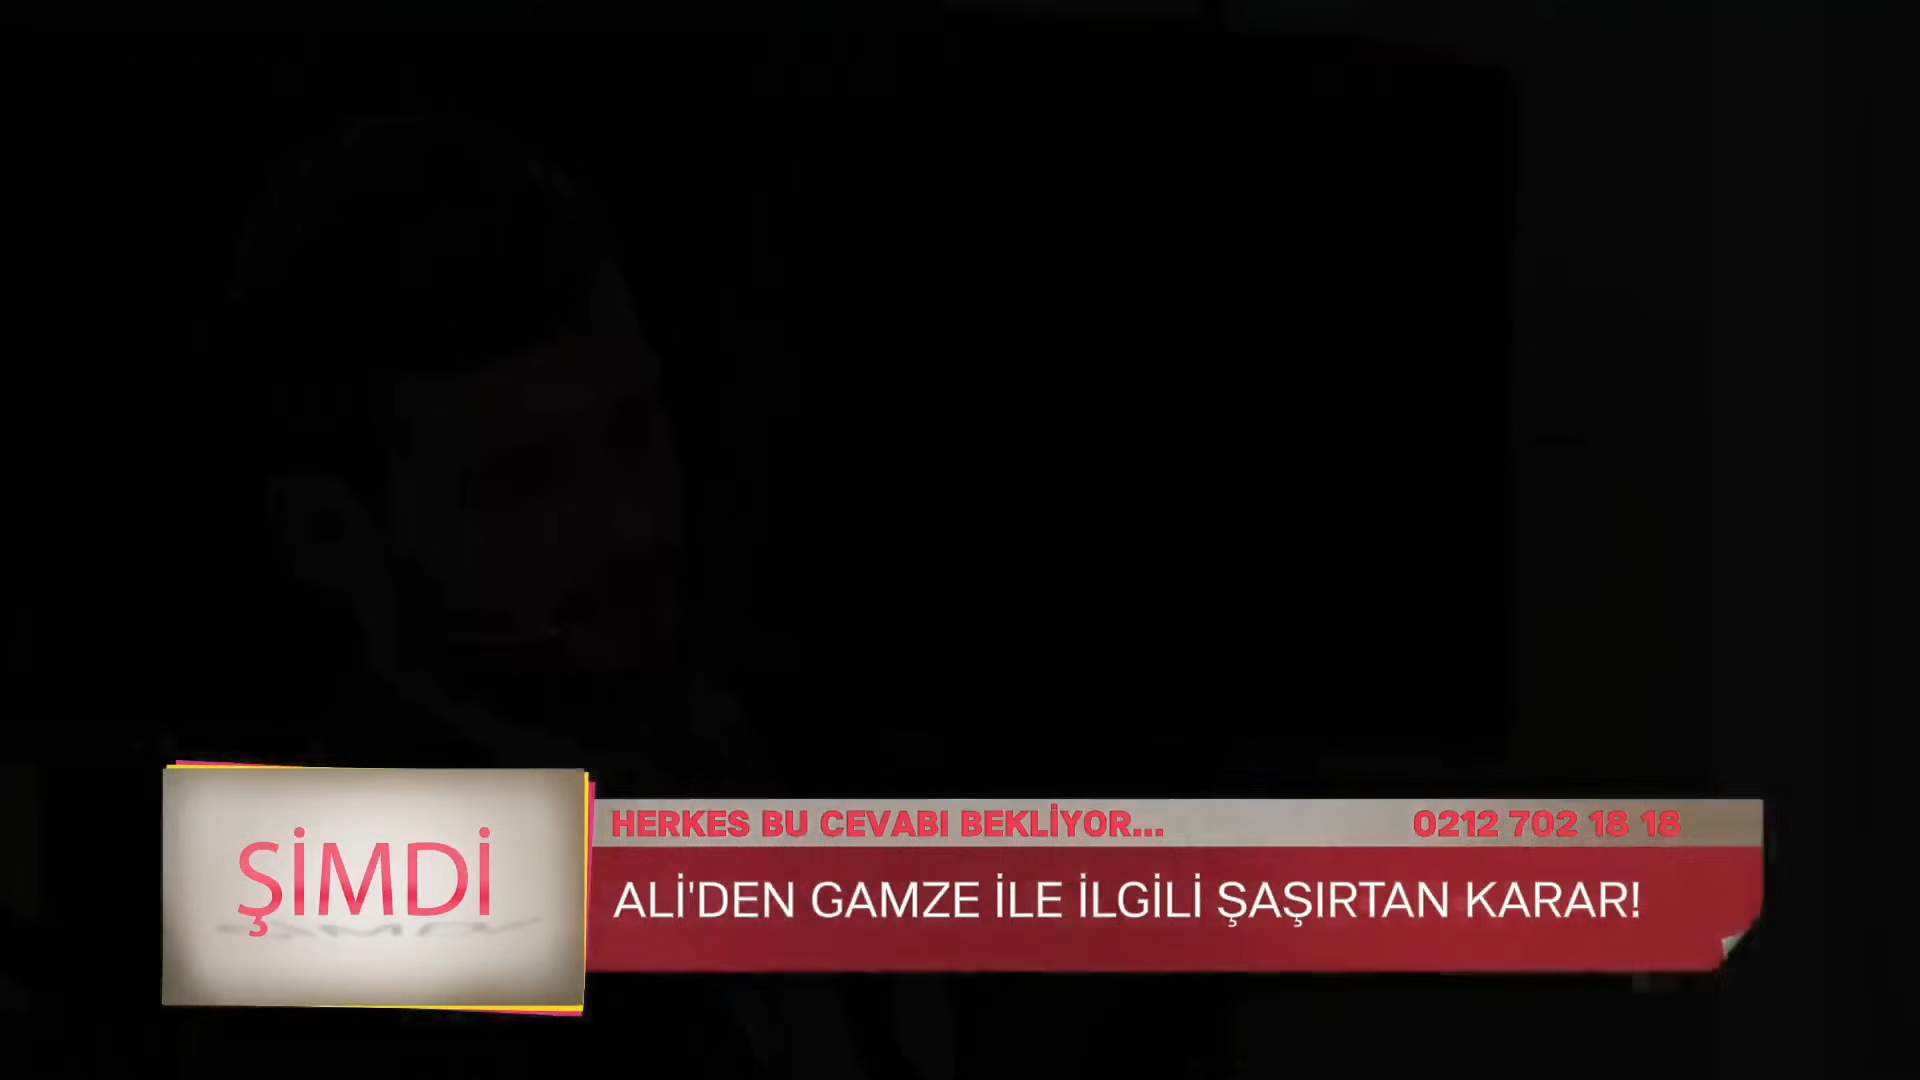 ŞİMDİ
HERKES BU CEVABI BEKLİYOR...
0212 702 18 18
ALİ'DEN GAMZE İLE İLGİLİ ŞAŞIRTAN KARAR!